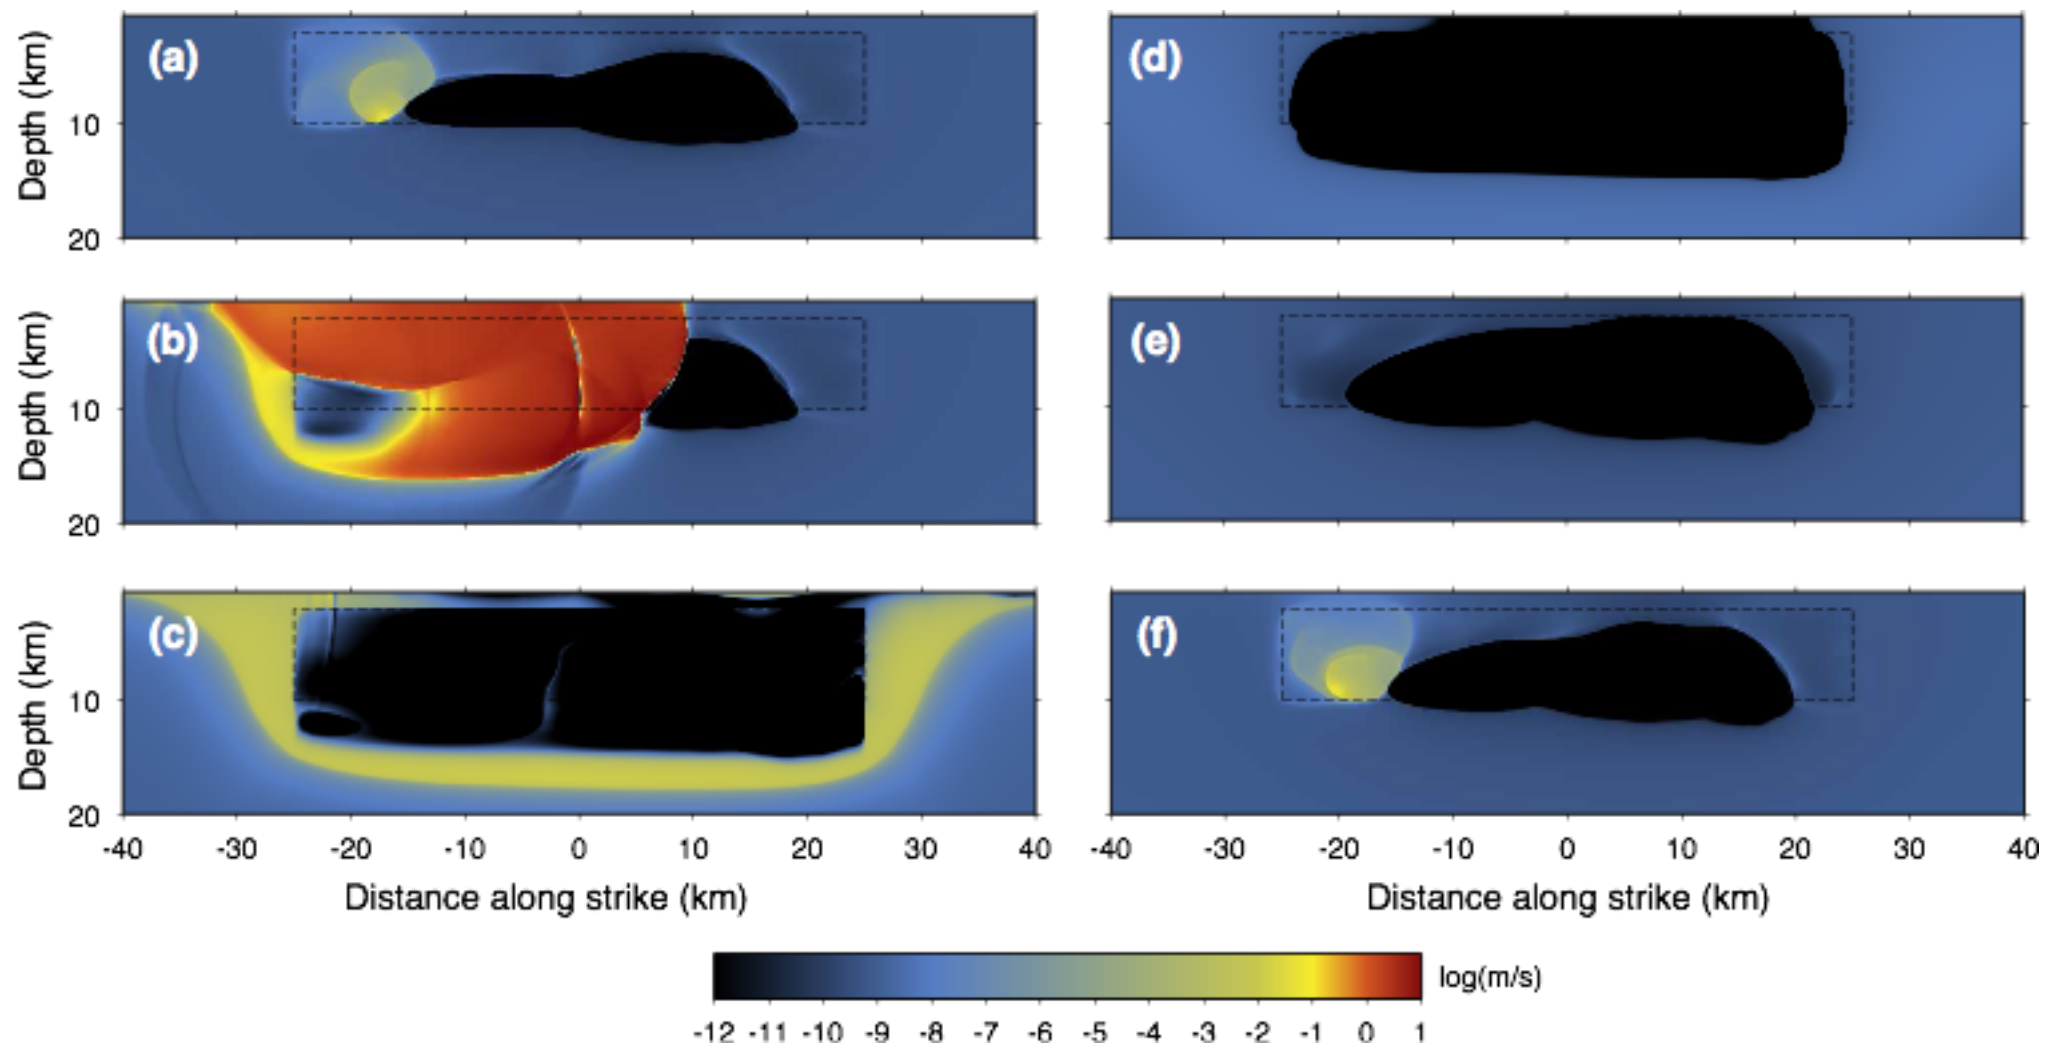 (a)
Depth (km)
10
20
(d)
(b)
Depth (km)
10
20
(e)
(c)
Depth (km)
10
20
(f)
-40 -30 -20 -10 0 10 20 30 40
-40 -30 -20 -10 0 10 20 30 40
Distance along strike (km)
Distance along strike (km)
log(m/s)
-12 -11 -10 -9 -8 -7 -6 -5 -4 -3 -2 -1 0 1